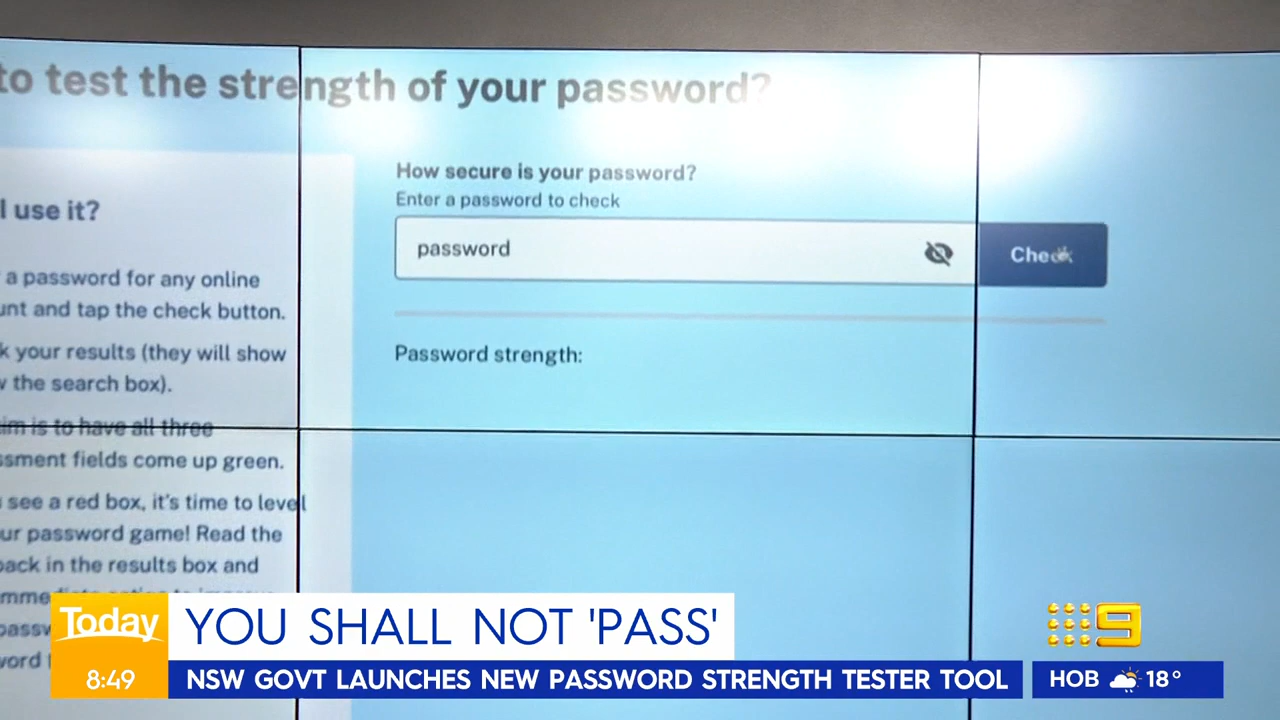 to test the strength of your password?
I use it?
a password for any online
unt and tap the check button.
k your results (they will show
w the search box).
im is to have all three
ssment fields come up green.
see a red box, it's time to level
ur password game! Read the
back in the results box and
How secure is your password?
Enter a password to check
password
Check
Password strength:
Today
8:49
YOU SHALL NOT 'PASS'
NSW GOVT LAUNCHES NEW PASSWORD STRENGTH TESTER TOOL
9
HOB 18°